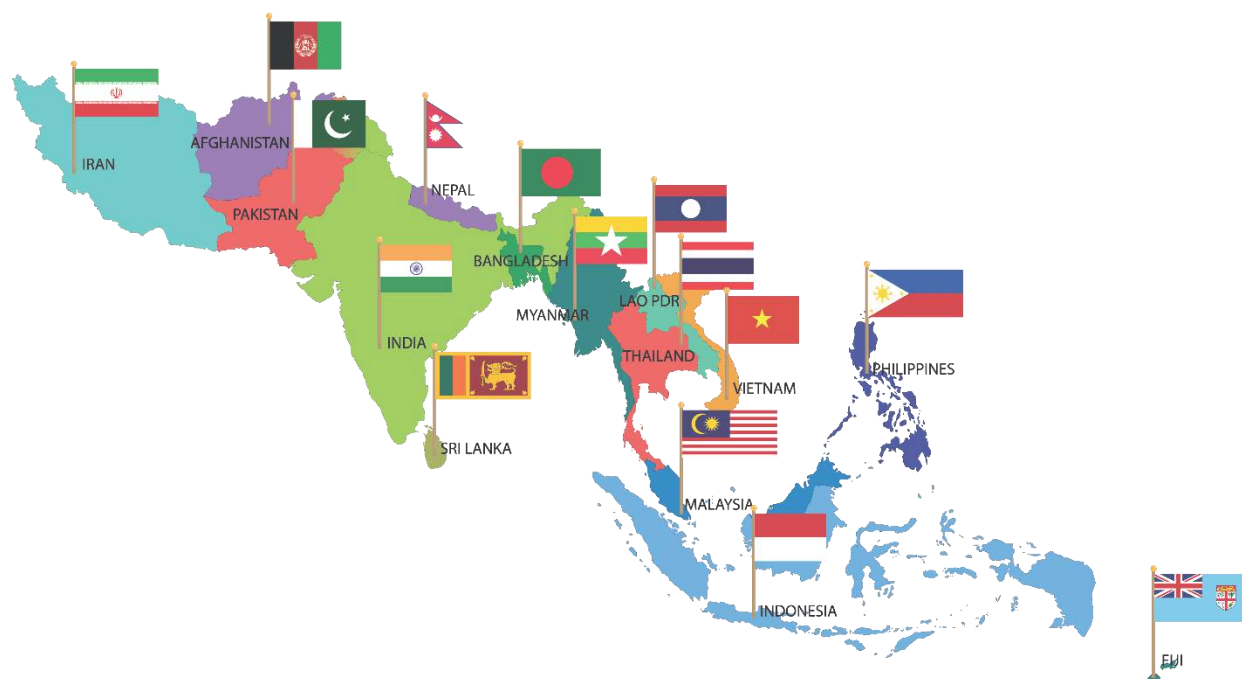 AFGHANISTAN
IRAN
NEPAL
PAKISTAN
BANGLADESH
LAO PDR
MYANMAR
INDIA
THAILAND
PHILIPPINES
VIETNAM
SRI LANKA
MALAYSIA
INDONESIA
FIJI